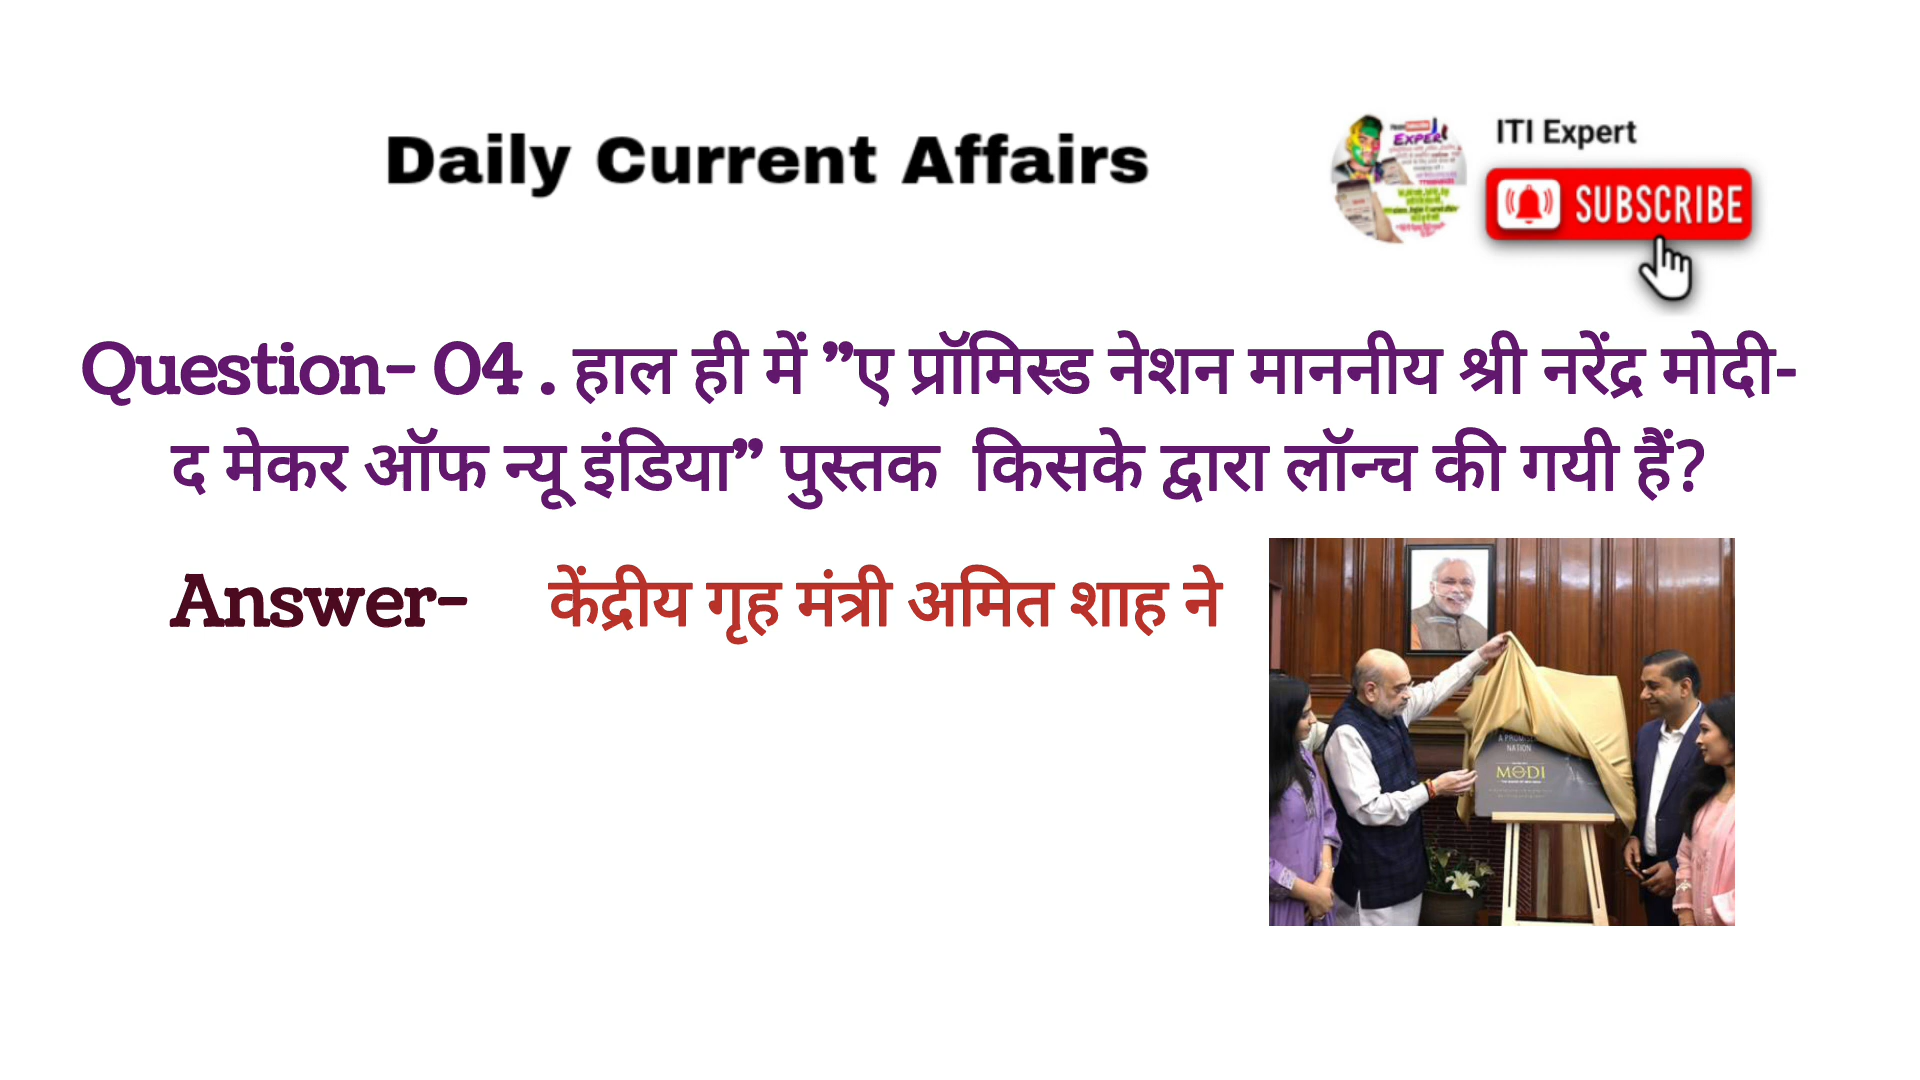 Daily Current Affairs
EXPERT
ITI Expert
SUBSCRIBE
Question- 04 . हाल ही में ”ए प्रॉमिस्ड नेशन माननीय श्री नरेंद्र मोदी-
द मेकर ऑफ न्यू इंडिया” पुस्तक किसके द्वारा लॉन्च की गयी हैं?
Answer- केंद्रीय गृह मंत्री अमित शाह ने
NATION
MODI